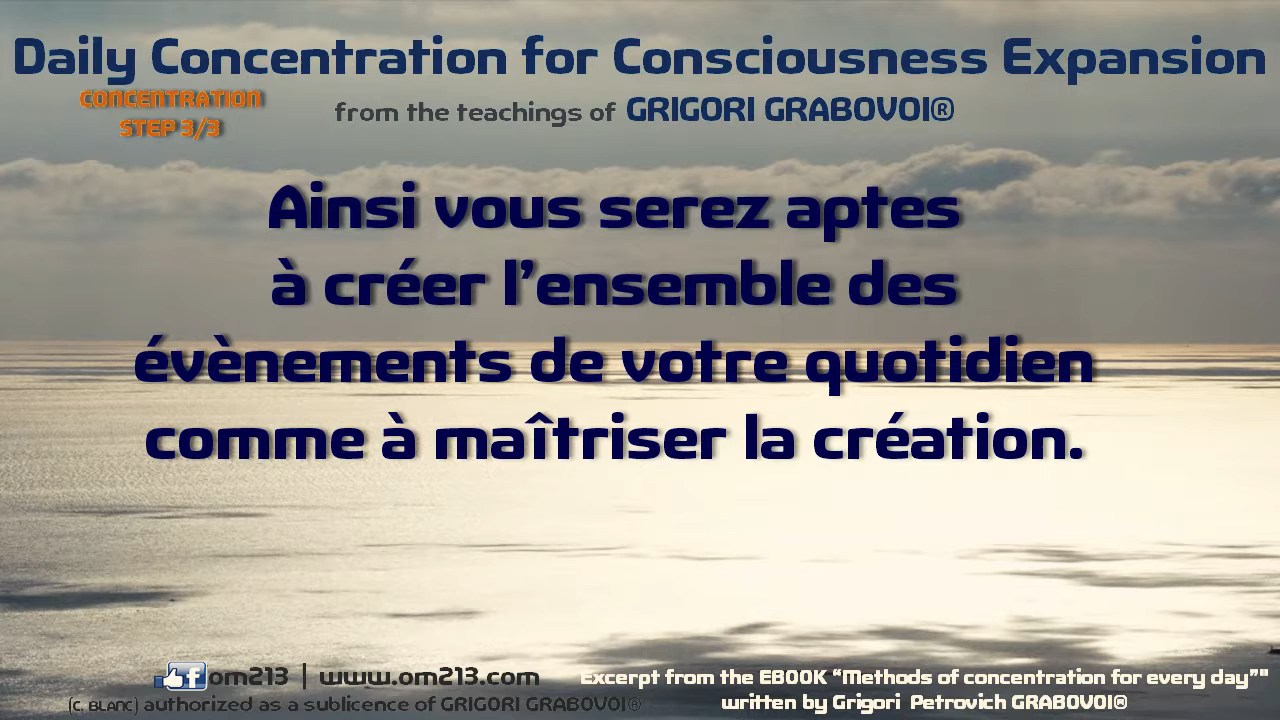 Daily Concentration for Consciousness Expansion
CONCENTRATION
STEP 3/3
from the teachings of GRIGORI GRABOVOI®
Ainsi vous serez aptes
à créer l'ensemble des
évènements de votre quotidien
comme à maîtriser la création.
f om213 | www.om213.com
(C. BLANC) authorized as a sublicence of GRIGORI GRABOVOI®
Excerpt from the EBOOK “Methods of concentration for every day”"
written by Grigori Petrovich GRABOVOI®